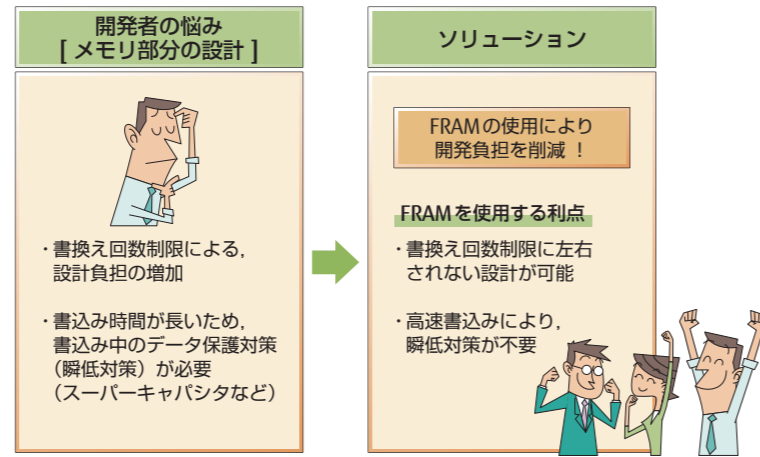 開発者の悩み
[ メモリ部分の設計 ]
・書換え回数制限による,
設計負担の増加
・書込み時間が長いため,
書込み中のデータ保護対策
（瞬低対策）が必要
（スーパーキャパシタなど）
ソリューション
FRAMの使用により
開発負担を削減 ！
FRAMを使用する利点
・書換え回数制限に左右
されない設計が可能
・高速書込みにより,
瞬低対策が不要